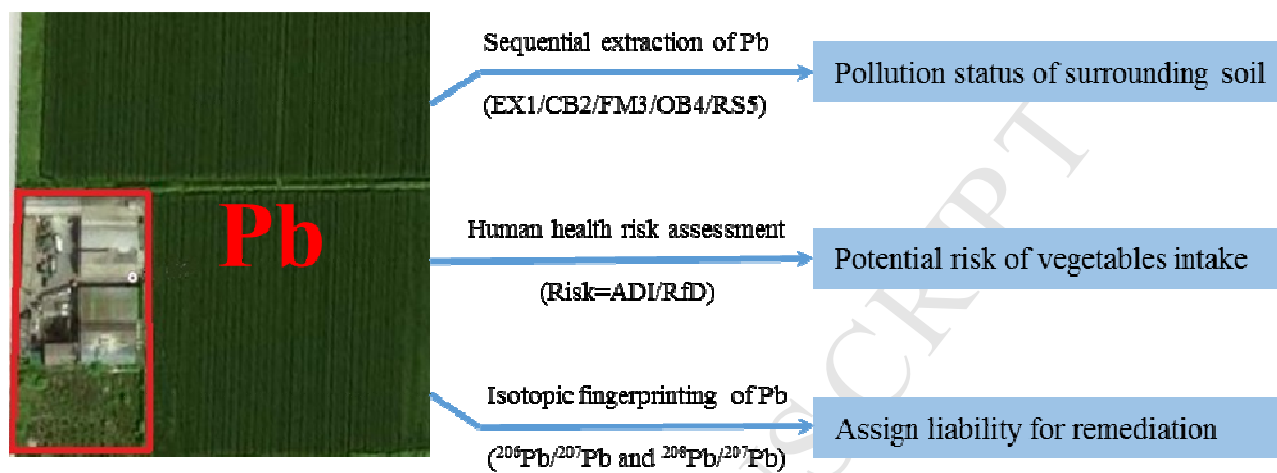 Sequential extraction of Pb
Pollution status of surrounding soil
(EX1/CB2/FM3/OB4/RS5)
Pb
Human health risk assessment
Potential risk of vegetables intake
(Risk=ADI/RfD)
Isotopic fingerprinting of Pb
Assign liability for remediation
(²⁰⁶Pb/²⁰⁷Pb and ²⁰⁸Pb/²⁰⁷Pb)
SCRIPT